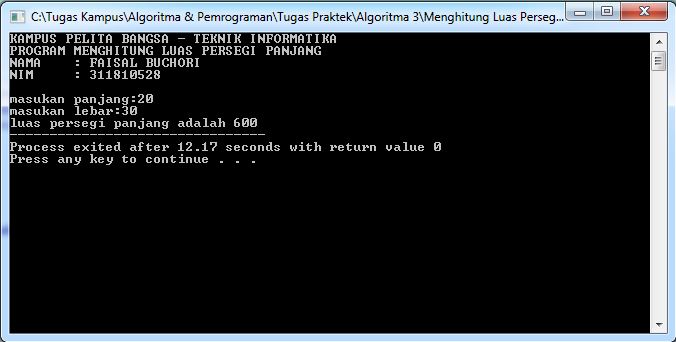 C:\Tugas Kampus\Algoritma & Pemrograman\Tugas Praktek\Algoritma 3\Menghitung Luas Perseg...
KAMPUS PELITA BANGSA - TEKNIK INFORMATIKA
PROGRAM MENGHITUNG LUAS PERSEGI PANJANG
NAMA    : FAISAL BUCHORI
NIM     : 311810528
masukan panjang:20
masukan lebar:30
luas persegi panjang adalah 600
--------------------------------
Process exited after 12.17 seconds with return value 0
Press any key to continue . . .